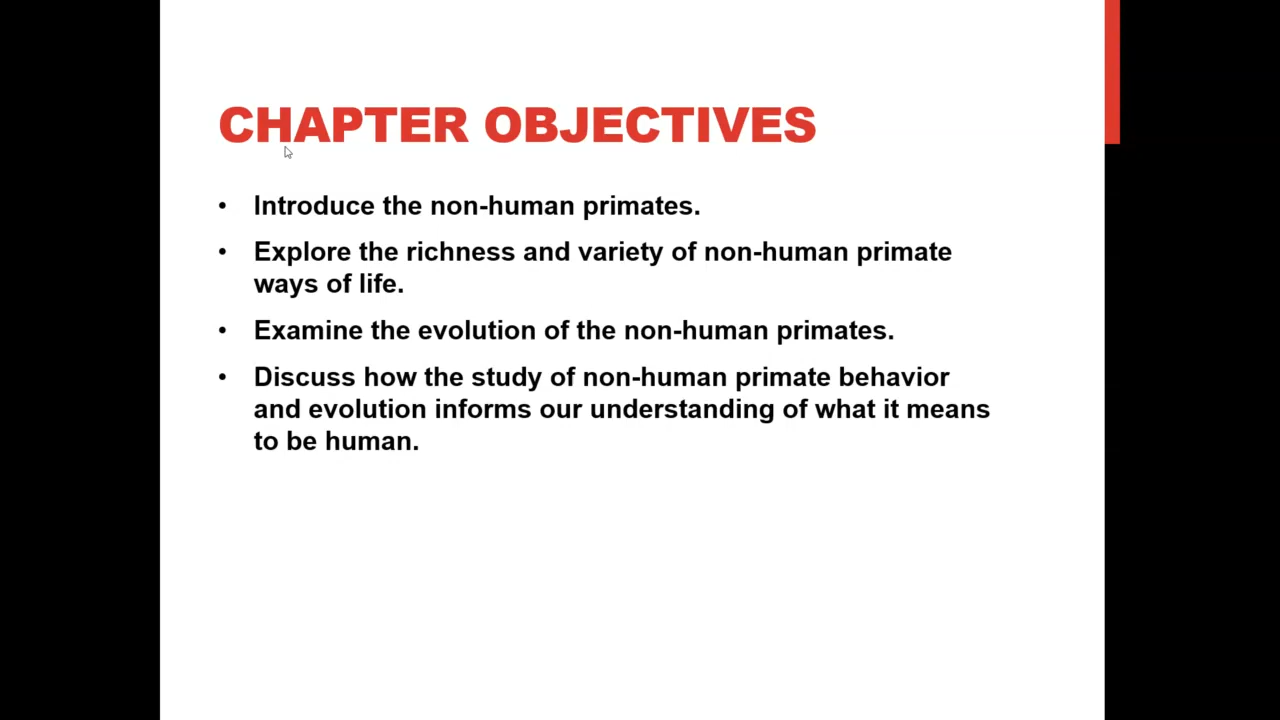 CHAPTER OBJECTIVES
• Introduce the non-human primates.
• Explore the richness and variety of non-human primate
ways of life.
• Examine the evolution of the non-human primates.
• Discuss how the study of non-human primate behavior
and evolution informs our understanding of what it means
to be human.